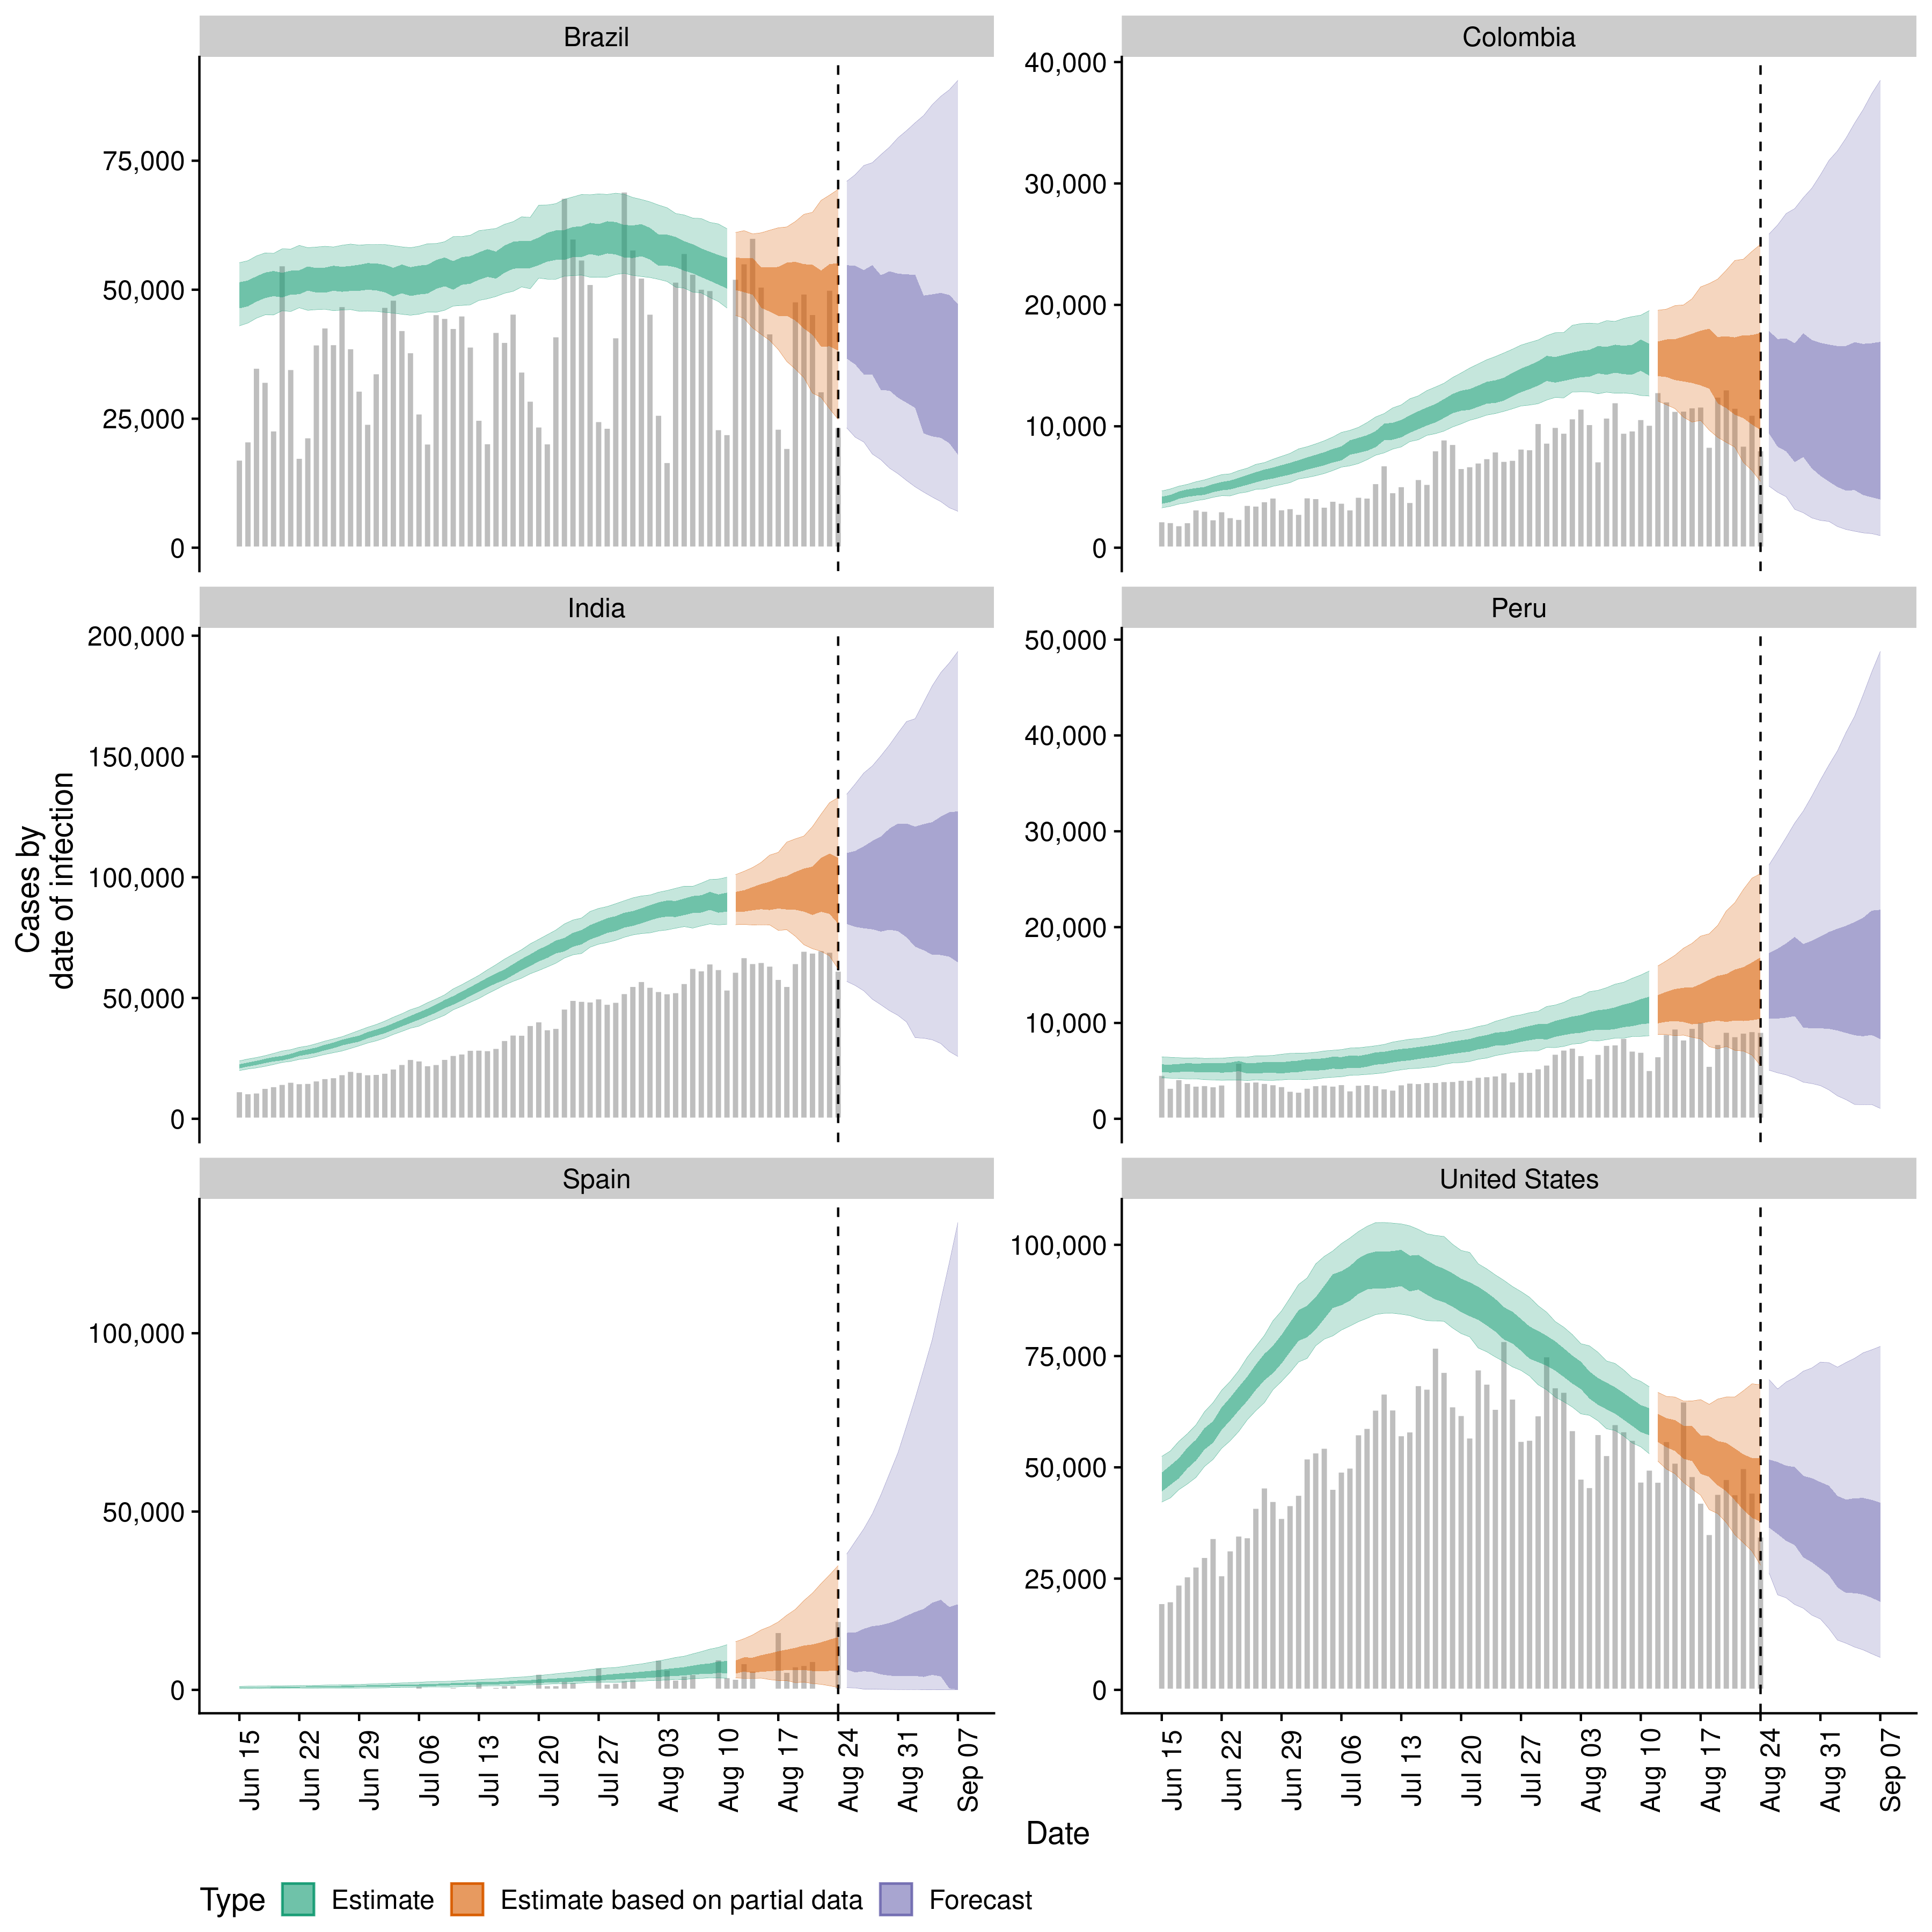 Brazil
Colombia
75,000
50,000
25,000
0
40,000
30,000
20,000
10,000
0
India
Peru
200,000
150,000
100,000
50,000
0
50,000
40,000
30,000
20,000
10,000
0
Cases by
date of infection
Spain
United States
100,000
50,000
0
100,000
75,000
50,000
25,000
0
Jun 15
Jun 22
Jun 29
Jul 06
Jul 13
Jul 20
Jul 27
Aug 03
Aug 10
Aug 17
Aug 24
Aug 31
Sep 07
Jun 15
Jun 22
Jun 29
Jul 06
Jul 13
Jul 20
Jul 27
Aug 03
Aug 10
Aug 17
Aug 24
Aug 31
Sep 07
Date
Type Estimate Estimate based on partial data Forecast